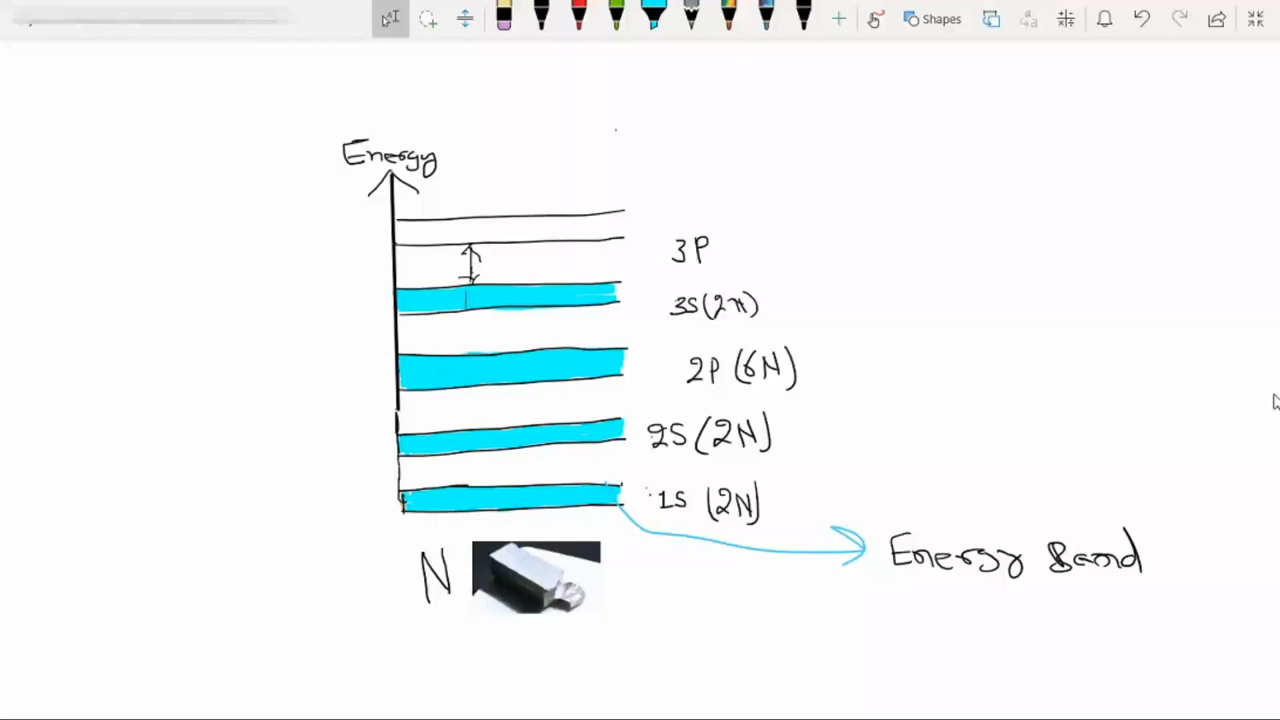 Shapes
Energy
3P
3S(2N)
2P (6N)
2S (2N)
1S (2N)
Energy Band
N